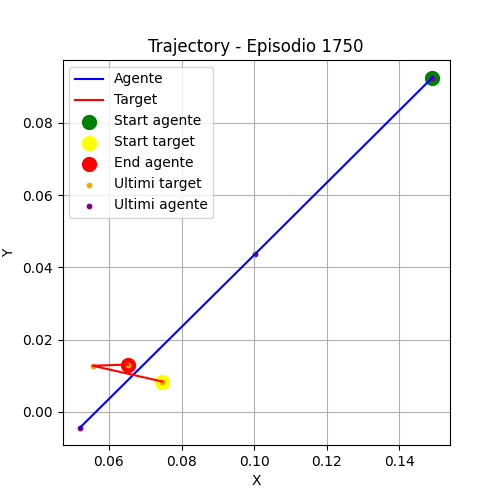 Trajectory - Episodio 1750
Agente
Target
Start agente
Start target
End agente
Ultimi target
Ultimi agente
0.08
0.06
0.04
0.02
0.00
Y
0.06
0.08
0.10
0.12
0.14
X